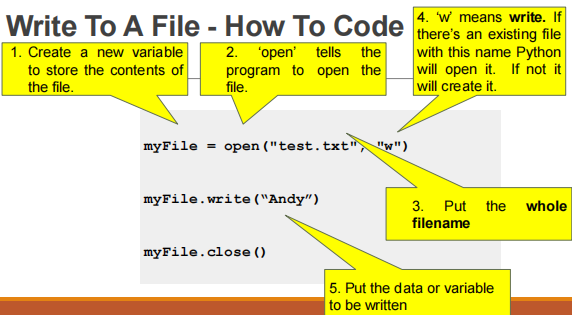 Write To A File - How To Code
1. Create a new variable
to store the contents of
the file.
2. ‘open’ tells the
program to open the
file.
4. ‘w’ means write. If
there’s an existing file
with this name Python
will open it. If not it
will create it.
myFile = open("test.txt", "w")
3. Put the whole
filename
myFile.write(“Andy”)
myFile.close()
5. Put the data or variable
to be written